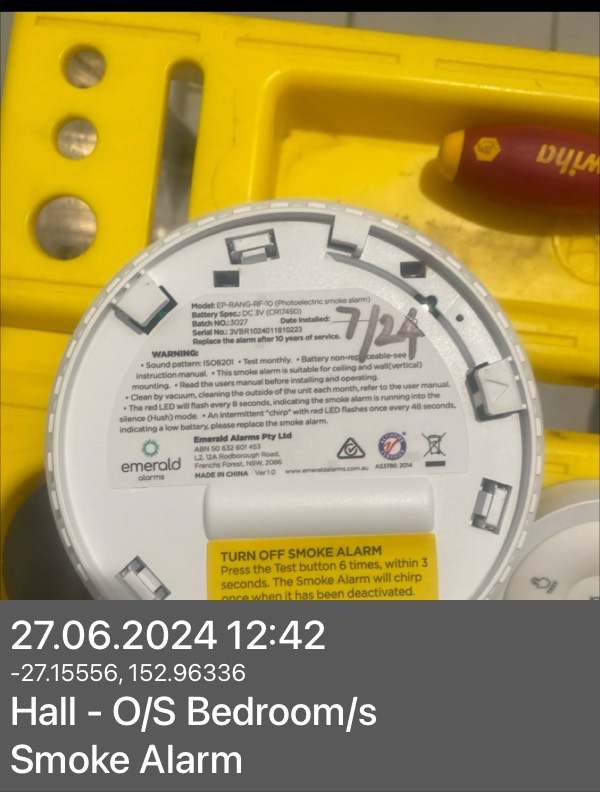 wiha
Model: EP-RANG-RF-10 (Photoelectric smoke alarm)
Battery Spec.: DC 3V (CR17450)
Batch NO.: 3027 Date Installed: 7/24
Serial No.: 3VBR1024011810223
Replace the alarm after 10 years of service.
WARNING:
• Sound pattern: ISO8201 • Test monthly. • Battery non-replaceable-see
instruction manual. • This smoke alarm is suitable for ceiling and wall(vertical)
mounting. • Read the users manual before installing and operating.
• Clean by vacuum, cleaning the outside of the unit each month, refer to the user manual.
• The red LED will flash every 8 seconds, indicating the smoke alarm is running into the
silence (Hush) mode. • An intermittent "chirp" with red LED flashes once every 48 seconds,
indicating a low battery, please replace the smoke alarm.
emerald
alarms
Emerald Alarms Pty Ltd
ABN 50 632 601 453
L2, 12A Rodborough Road,
Frenchs Forest, NSW, 2086
MADE IN CHINA Ver1.0 www.emeraldalarms.com.au AS3786: 2014
TURN OFF SMOKE ALARM
Press the Test button 6 times, within 3
seconds. The Smoke Alarm will chirp
once when it has been deactivated.
27.06.2024 12:42
-27.15556, 152.96336
Hall - O/S Bedroom/s
Smoke Alarm